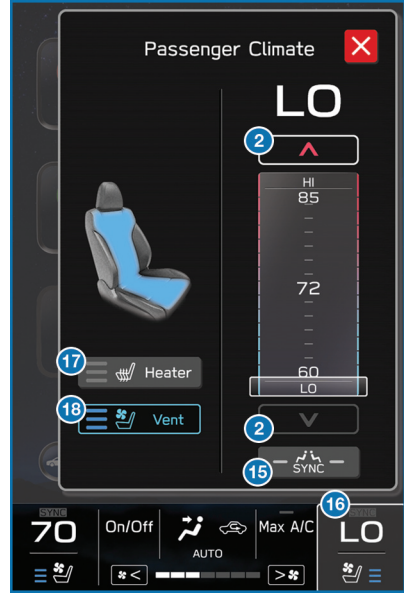 Passenger Climate
LO
2
HI
85
72
60
LO
17
Heater
18
Vent
2
15
SYNC
16
SYNC
70
On/Off
AUTO
Max A/C
SYNC
LO